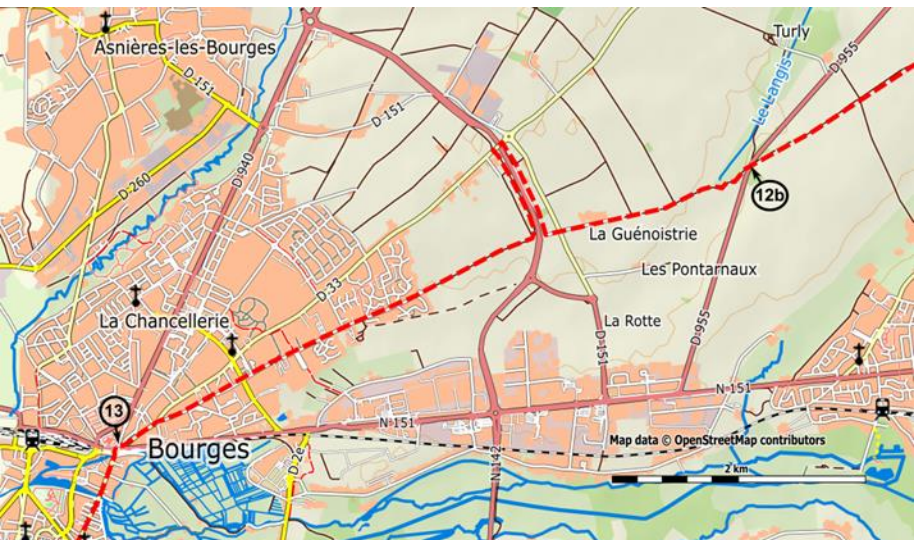 Turly
Asnières-les-Bourges
D-955
D-151
Le Langis
D-151
D-940
D-260
12b
La Guénoistrie
Les Pontarnaux
D-33
La Chancellerie
La Rotte
D-955
D-151
N 151
13
N 151
Bourges
Map data © OpenStreetMap contributors
D-2e
N-142
2 km